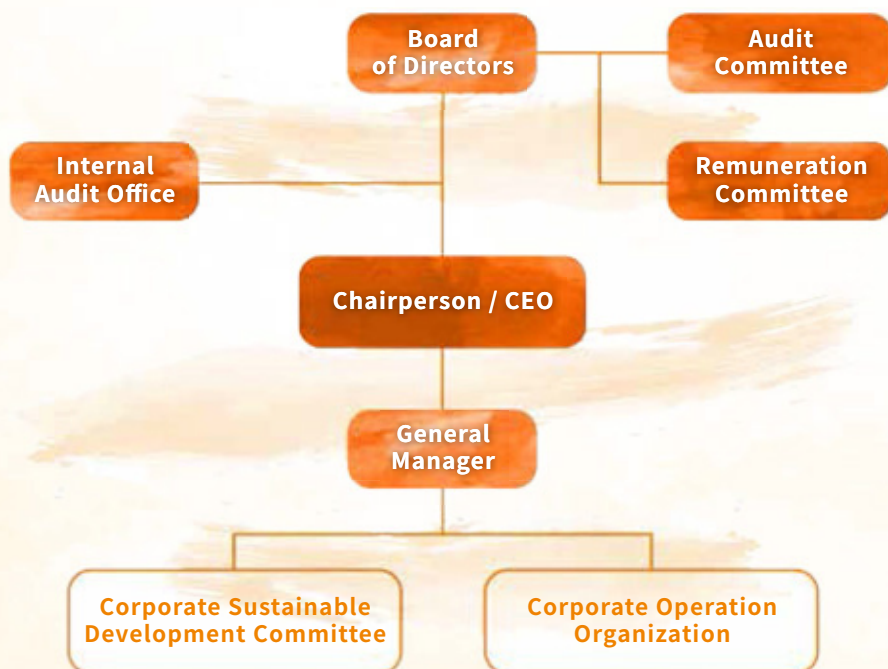 Board
of Directors
Audit
Committee
Internal
Audit Office
Remuneration
Committee
Chairperson / CEO
General
Manager
Corporate Sustainable
Development Committee
Corporate Operation
Organization